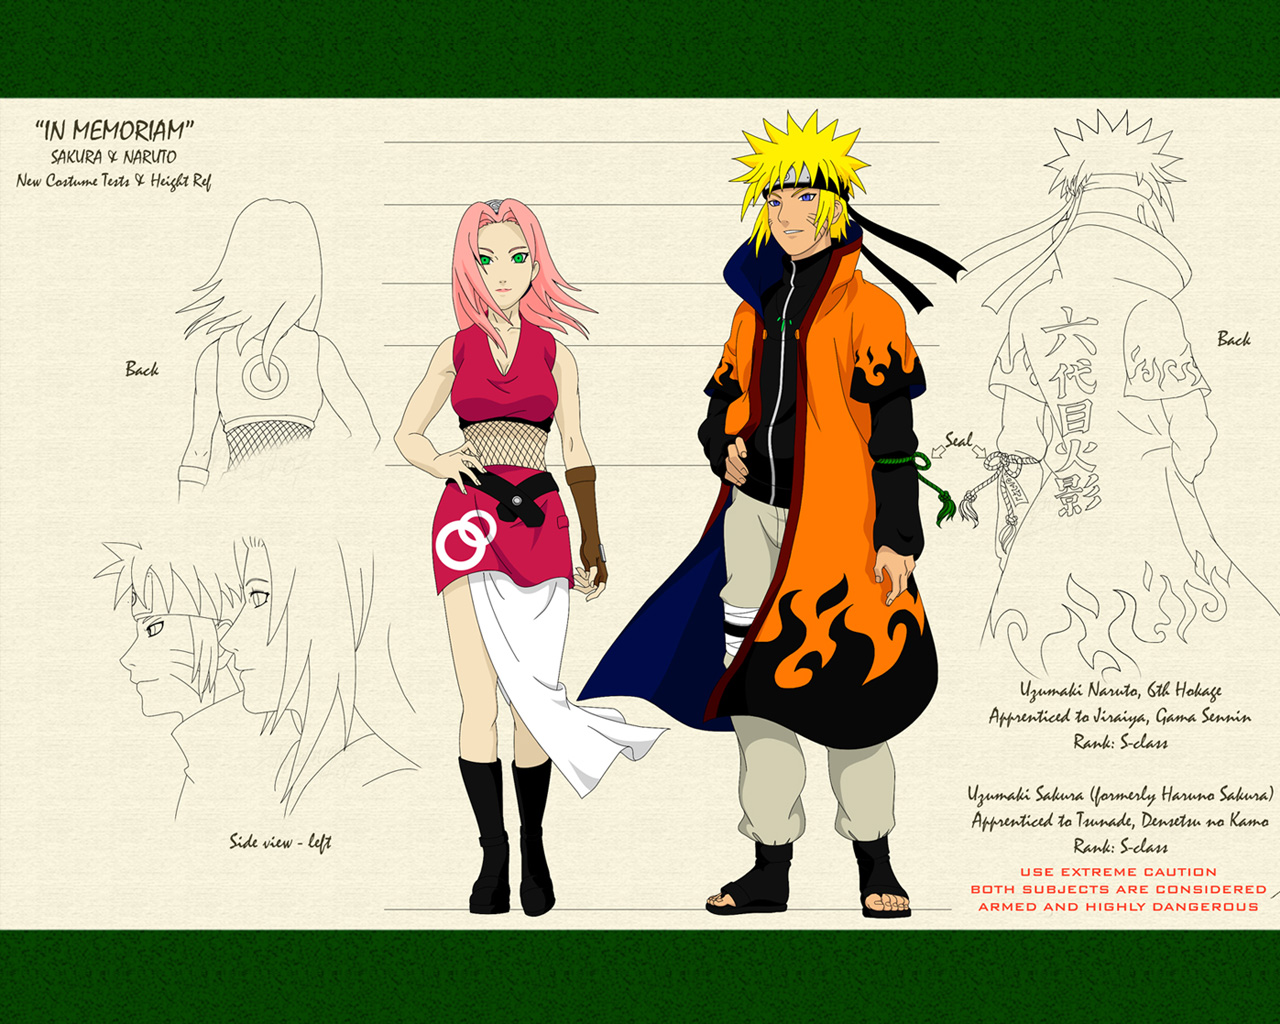 “IN MEMORIAM”
SAKURA & NARUTO
New Costume Tests & Height Ref
Back
Back
Seal
六代目火影
Side view - left
Uzumaki Naruto, 6th Hokage
Apprenticed to Jiraiya, Gama Sennin
Rank: S-class
Uzumaki Sakura (formerly Haruno Sakura)
Apprenticed to Tsunade, Densetsu no Kamo
Rank: S-class
USE EXTREME CAUTION
BOTH SUBJECTS ARE CONSIDERED
ARMED AND HIGHLY DANGEROUS